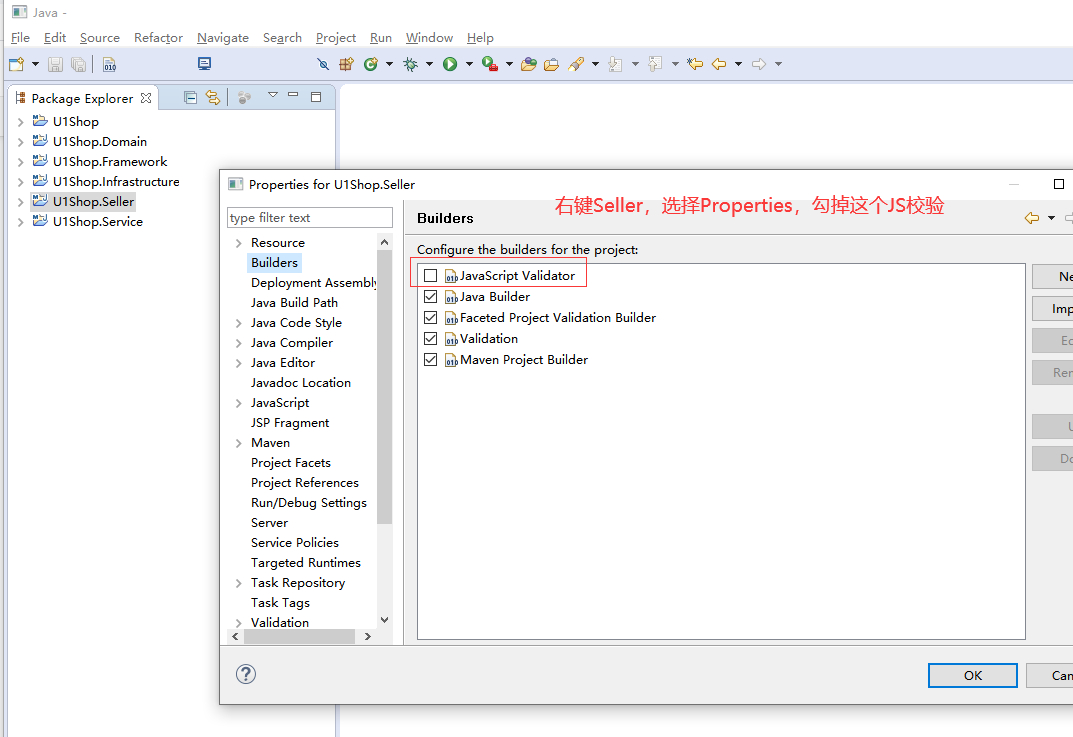 Java -
File Edit Source Refactor Navigate Search Project Run Window Help
Package Explorer
U1Shop
U1Shop.Domain
U1Shop.Framework
U1Shop.Infrastructure
U1Shop.Seller
U1Shop.Service
Properties for U1Shop.Seller
右键Seller，选择Properties，勾掉这个JS校验
type filter text
Resource
Builders
Deployment Assembly
Java Build Path
Java Code Style
Java Compiler
Java Editor
Javadoc Location
JavaScript
JSP Fragment
Maven
Project Facets
Project References
Run/Debug Settings
Server
Service Policies
Targeted Runtimes
Task Repository
Task Tags
Validation
Builders
Configure the builders for the project:
JavaScript Validator
Java Builder
Faceted Project Validation Builder
Validation
Maven Project Builder
Ne
Imp
Ec
Rer
OK
Can